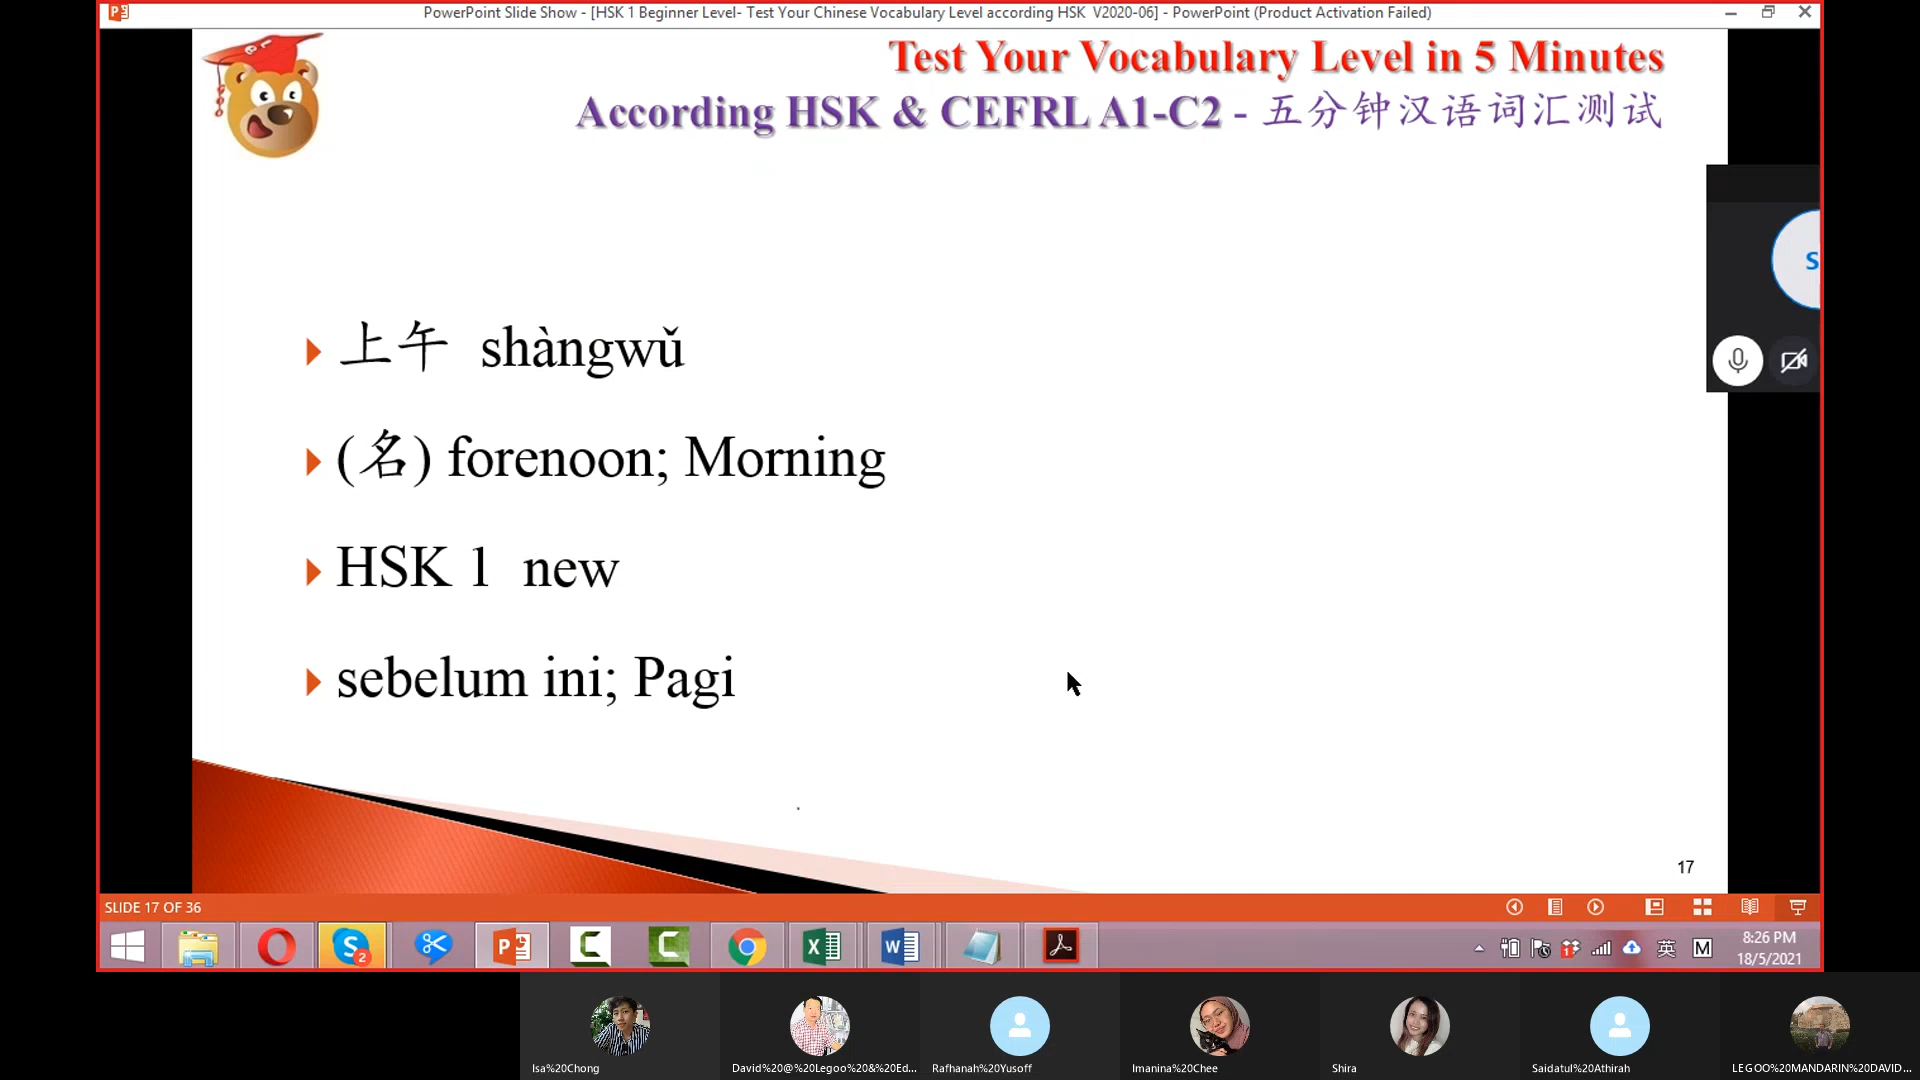 PowerPoint Slide Show - [HSK 1 Beginner Level- Test Your Chinese Vocabulary Level according HSK V2020-06] - PowerPoint (Product Activation Failed)
Test Your Vocabulary Level in 5 Minutes
According HSK & CEFRL A1-C2 - 五分钟汉语词汇测试
S
上午 shàngwǔ
(名) forenoon; Morning
HSK 1 new
sebelum ini; Pagi
17
SLIDE 17 OF 36
2
英
M
8:26 PM
18/5/2021
Isa%20Chong
David%20@%20Legoo%20&%20Ed...
Rafhanah%20Yusoff
Imanina%20Chee
Shira
Saidatul%20Athirah
LEGOO%20MANDARIN%20DAVID...